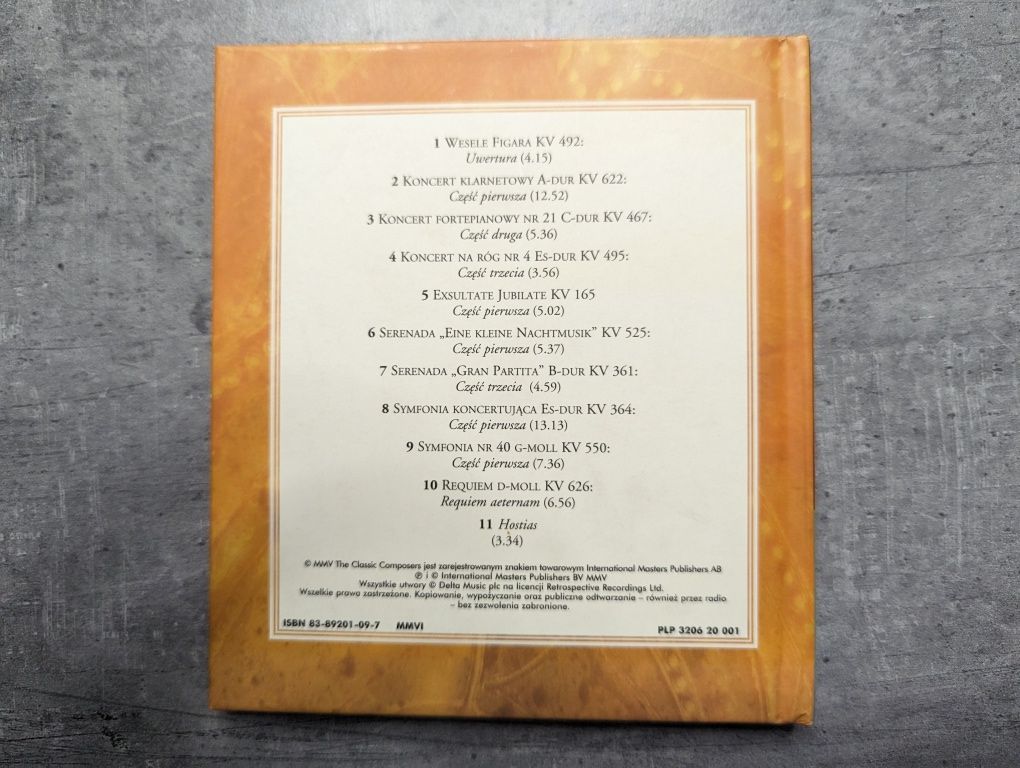 1 Wesele Figara KV 492:
Uwertura (4.15)
2 Koncert klarnetowy A-dur KV 622:
Część pierwsza (12.52)
3 Koncert fortepianowy nr 21 C-dur KV 467:
Część druga (5.36)
4 Koncert na róg nr 4 Es-dur KV 495:
Część trzecia (3.56)
5 Exsultate Jubilate KV 165
Część pierwsza (5.02)
6 Serenada „Eine kleine Nachtmusik” KV 525:
Część pierwsza (5.37)
7 Serenada „Gran Partita” B-dur KV 361:
Część trzecia (4.59)
8 Symfonia koncertująca Es-dur KV 364:
Część pierwsza (13.13)
9 Symfonia nr 40 g-moll KV 550:
Część pierwsza (7.36)
10 Requiem d-moll KV 626:
Requiem aeternam (6.56)
11 Hostias
(3.34)
© MMV The Classic Composers jest zarejestrowanym znakiem towarowym International Masters Publishers AB
℗ i © International Masters Publishers BV MMV
Wszystkie utwory © Delta Music plc na licencji Retrospective Recordings Ltd.
Wszelkie prawa zastrzeżone. Kopiowanie, wypożyczanie oraz publiczne odtwarzanie – również przez radio
– bez zezwolenia zabronione.
ISBN 83-89201-09-7 MMVI
PLP 3206 20 001